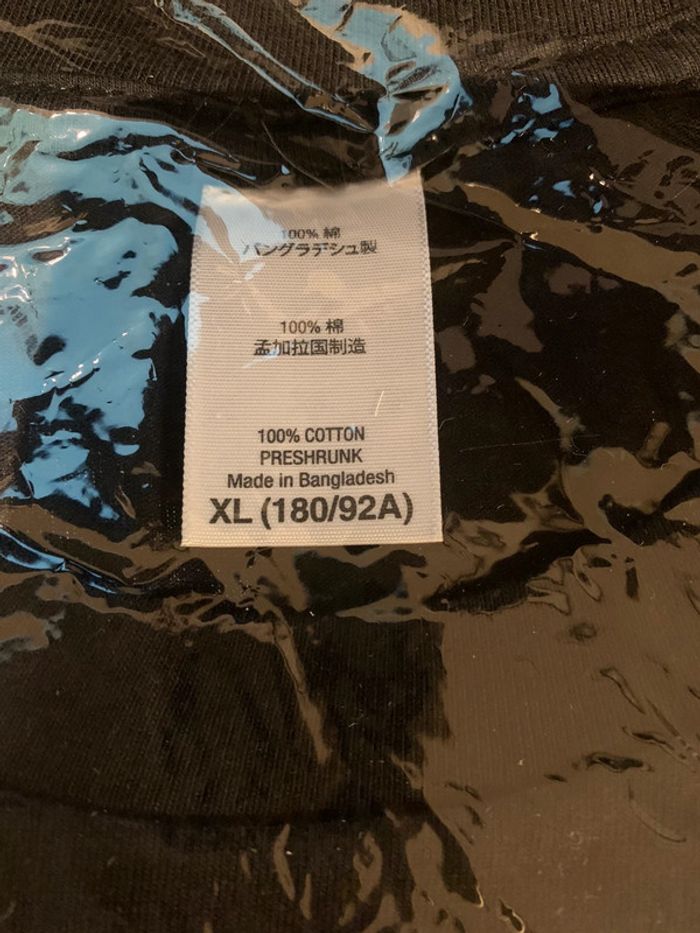 100% 綿
バングラデシュ製
100% 棉
孟加拉国制造
100% COTTON
PRESHRUNK
Made in Bangladesh
XL (180/92A)